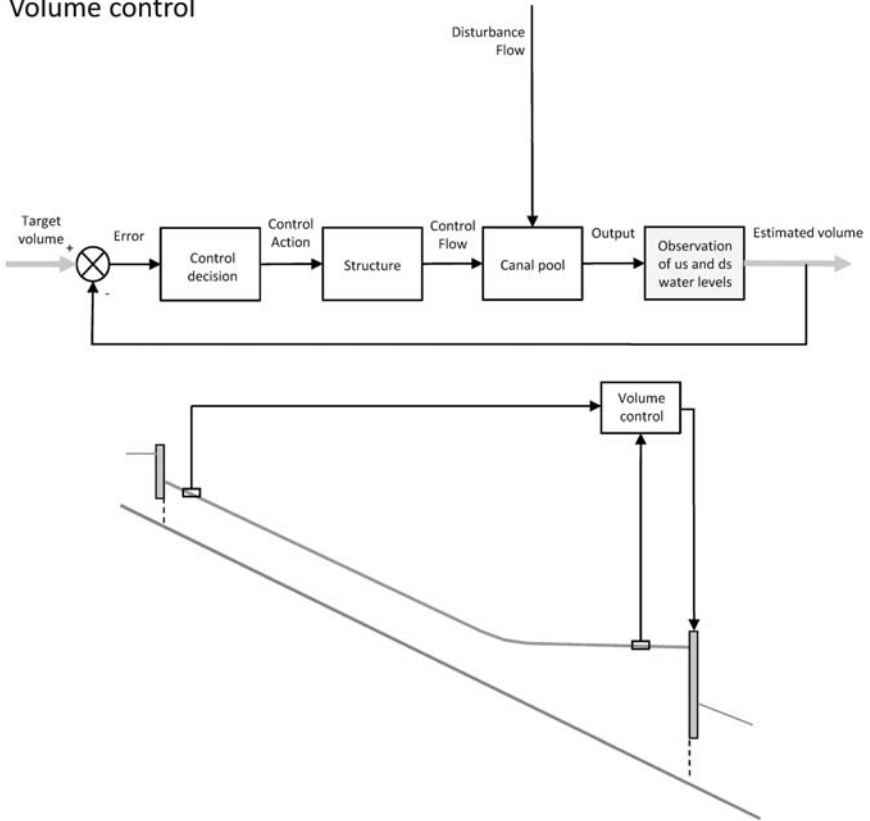 Volume control
Disturbance
Flow
Target
volume
+
-
Error
Control
decision
Control
Action
Structure
Control
Flow
Canal pool
Output
Observation
of us and ds
water levels
Estimated volume
Volume
control